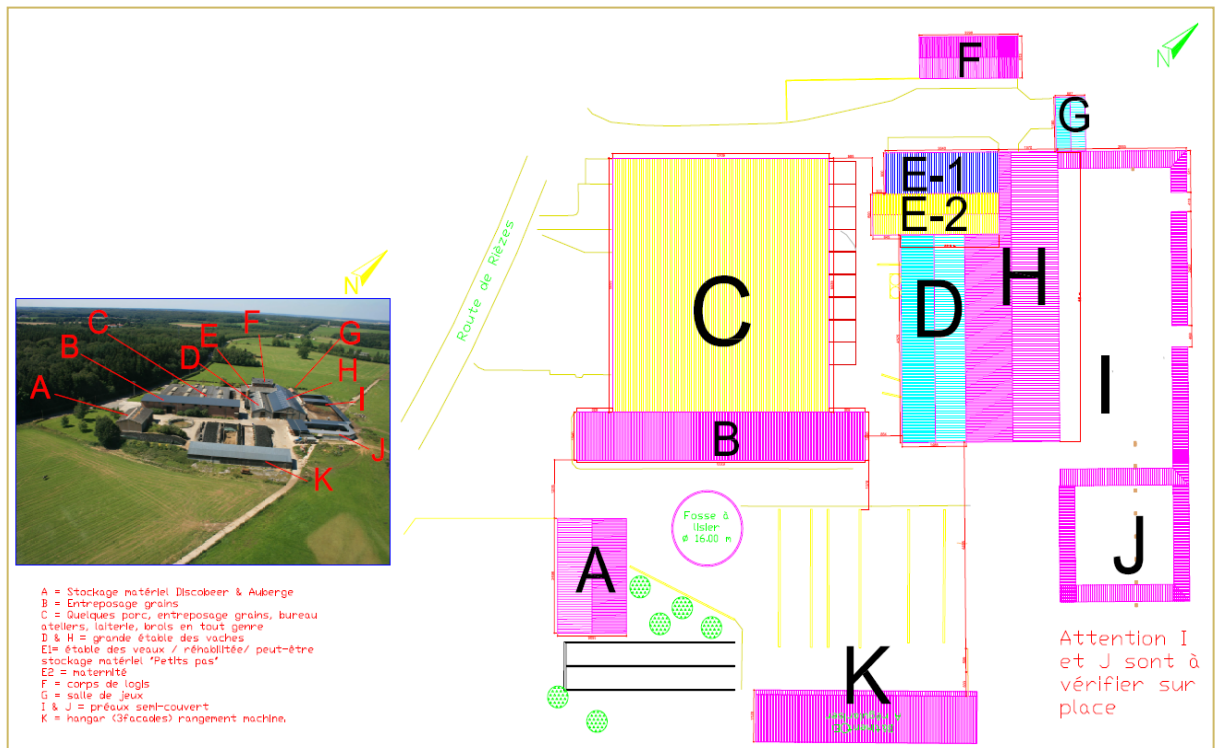 F
N
G
E-1
E-2
Route de Rièzes
H
C
D
N
I
B
C
F
E
G
D
B
H
A
I
J
K
Fosse à
lisier
Ø 16.00 m
A
J
A = Stockage matériel Discobeer & Auberge
B = Entreposage grains
C = Quelques porc, entreposage grains, bureau
ateliers, laiterie, brols en tout genre
D & H = grande étable des vaches
E1= étable des veaux / réhabilitée/ peut-être
stockage matériel "Petits pas"
E2 = maternité
F = corps de logis
G = salle de jeux
I & J = préaux semi-couvert
K = hangar (3facades) rangement machine,
Attention I
et J sont à
vérifier sur
place
K